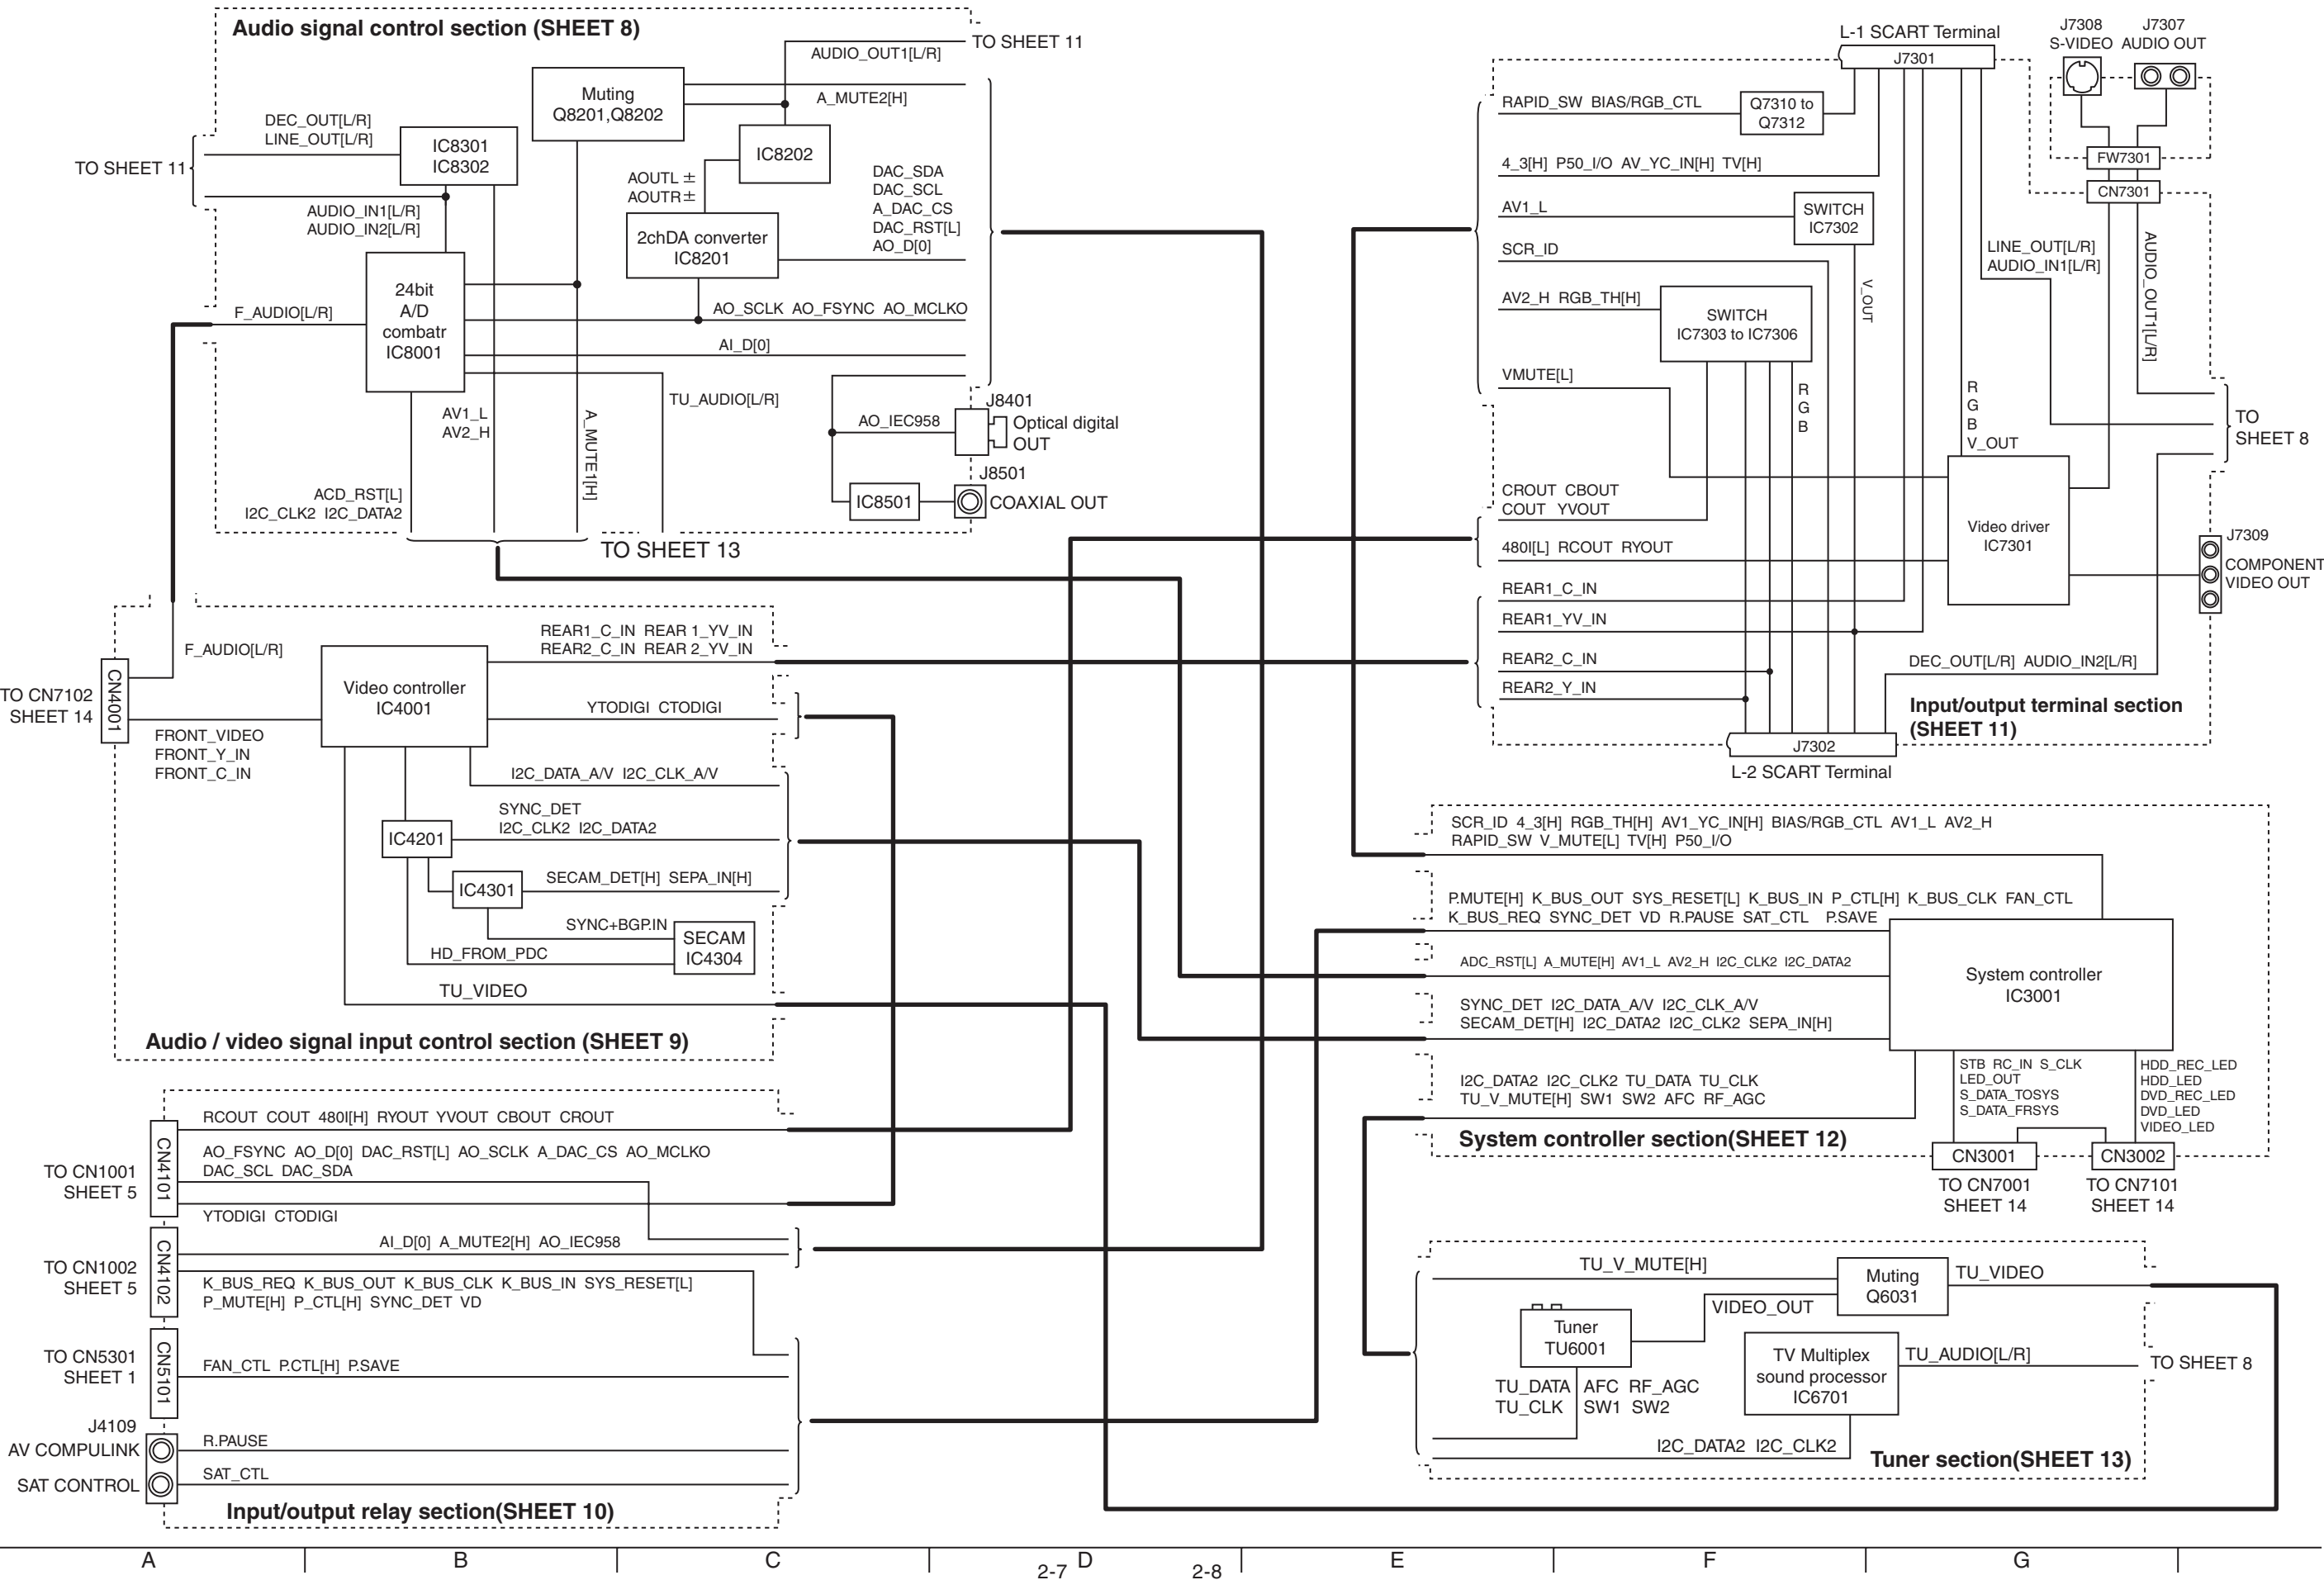 Audio signal control section (SHEET 8)
TO SHEET 11
AUDIO_OUT1[L/R]
Muting
Q8201,Q8202
A_MUTE2[H]
DEC_OUT[L/R]
LINE_OUT[L/R]
IC8301
IC8302
TO SHEET 11
IC8202
AOUTL ±
AOUTR ±
DAC_SDA
DAC_SCL
A_DAC_CS
DAC_RST[L]
AO_D[0]
AUDIO_IN1[L/R]
AUDIO_IN2[L/R]
2chDA converter
IC8201
24bit
A/D
combatr
IC8001
F_AUDIO[L/R]
AO_SCLK AO_FSYNC AO_MCLKO
AI_D[0]
TU_AUDIO[L/R]
AV1_L
AV2_H
A_MUTE1[H]
J8401
AO_IEC958
Optical digital
OUT
J8501
IC8501
COAXIAL OUT
ACD_RST[L]
I2C_CLK2 I2C_DATA2
TO SHEET 13
L-1 SCART Terminal
J7301
J7308
S-VIDEO
J7307
AUDIO OUT
RAPID_SW BIAS/RGB_CTL
Q7310 to
Q7312
FW7301
4_3[H] P50_I/O AV_YC_IN[H] TV[H]
CN7301
AV1_L
SWITCH
IC7302
SCR_ID
LINE_OUT[L/R]
AUDIO_IN1[L/R]
AUDIO_OUT1[L/R]
AV2_H RGB_TH[H]
SWITCH
IC7303 to IC7306
V_OUT
VMUTE[L]
R
G
B
R
G
B
V_OUT
TO
SHEET 8
CROUT CBOUT
COUT YVOUT
480I[L] RCOUT RYOUT
Video driver
IC7301
J7309
COMPONENT
VIDEO OUT
REAR1_C_IN
REAR1_YV_IN
REAR2_C_IN
REAR2_Y_IN
DEC_OUT[L/R] AUDIO_IN2[L/R]
Input/output terminal section
(SHEET 11)
J7302
L-2 SCART Terminal
F_AUDIO[L/R]
REAR1_C_IN REAR 1_YV_IN
REAR2_C_IN REAR 2_YV_IN
TO CN7102
SHEET 14
CN4001
Video controller
IC4001
YTODIGI CTODIGI
FRONT_VIDEO
FRONT_Y_IN
FRONT_C_IN
I2C_DATA_A/V I2C_CLK_A/V
SYNC_DET
I2C_CLK2 I2C_DATA2
IC4201
IC4301
SECAM_DET[H] SEPA_IN[H]
SYNC+BGP.IN
SECAM
IC4304
HD_FROM_PDC
TU_VIDEO
Audio / video signal input control section (SHEET 9)
SCR_ID 4_3[H] RGB_TH[H] AV1_YC_IN[H] BIAS/RGB_CTL AV1_L AV2_H
RAPID_SW V_MUTE[L] TV[H] P50_I/O
P.MUTE[H] K_BUS_OUT SYS_RESET[L] K_BUS_IN P_CTL[H] K_BUS_CLK FAN_CTL
K_BUS_REQ SYNC_DET VD R.PAUSE SAT_CTL P.SAVE
ADC_RST[L] A_MUTE[H] AV1_L AV2_H I2C_CLK2 I2C_DATA2
System controller
IC3001
SYNC_DET I2C_DATA_A/V I2C_CLK_A/V
SECAM_DET[H] I2C_DATA2 I2C_CLK2 SEPA_IN[H]
I2C_DATA2 I2C_CLK2 TU_DATA TU_CLK
TU_V_MUTE[H] SW1 SW2 AFC RF_AGC
STB RC_IN S_CLK
LED_OUT
S_DATA_TOSYS
S_DATA_FRSYS
HDD_REC_LED
HDD_LED
DVD_REC_LED
DVD_LED
VIDEO_LED
System controller section(SHEET 12)
CN3001
CN3002
TO CN7001
SHEET 14
TO CN7101
SHEET 14
RCOUT COUT 480I[H] RYOUT YVOUT CBOUT CROUT
TO CN1001
SHEET 5
CN4101
AO_FSYNC AO_D[0] DAC_RST[L] AO_SCLK A_DAC_CS AO_MCLKO
DAC_SCL DAC_SDA
YTODIGI CTODIGI
TO CN1002
SHEET 5
CN4102
AI_D[0] A_MUTE2[H] AO_IEC958
K_BUS_REQ K_BUS_OUT K_BUS_CLK K_BUS_IN SYS_RESET[L]
P_MUTE[H] P_CTL[H] SYNC_DET VD
TO CN5301
SHEET 1
CN5101
FAN_CTL P.CTL[H] P.SAVE
J4109
AV COMPULINK
R.PAUSE
SAT CONTROL
SAT_CTL
Input/output relay section(SHEET 10)
TU_V_MUTE[H]
Muting
Q6031
TU_VIDEO
VIDEO_OUT
Tuner
TU6001
TV Multiplex
sound processor
IC6701
TU_AUDIO[L/R]
TO SHEET 8
TU_DATA
TU_CLK
AFC RF_AGC
SW1 SW2
I2C_DATA2 I2C_CLK2
Tuner section(SHEET 13)
A B C D E F G
2-7 2-8